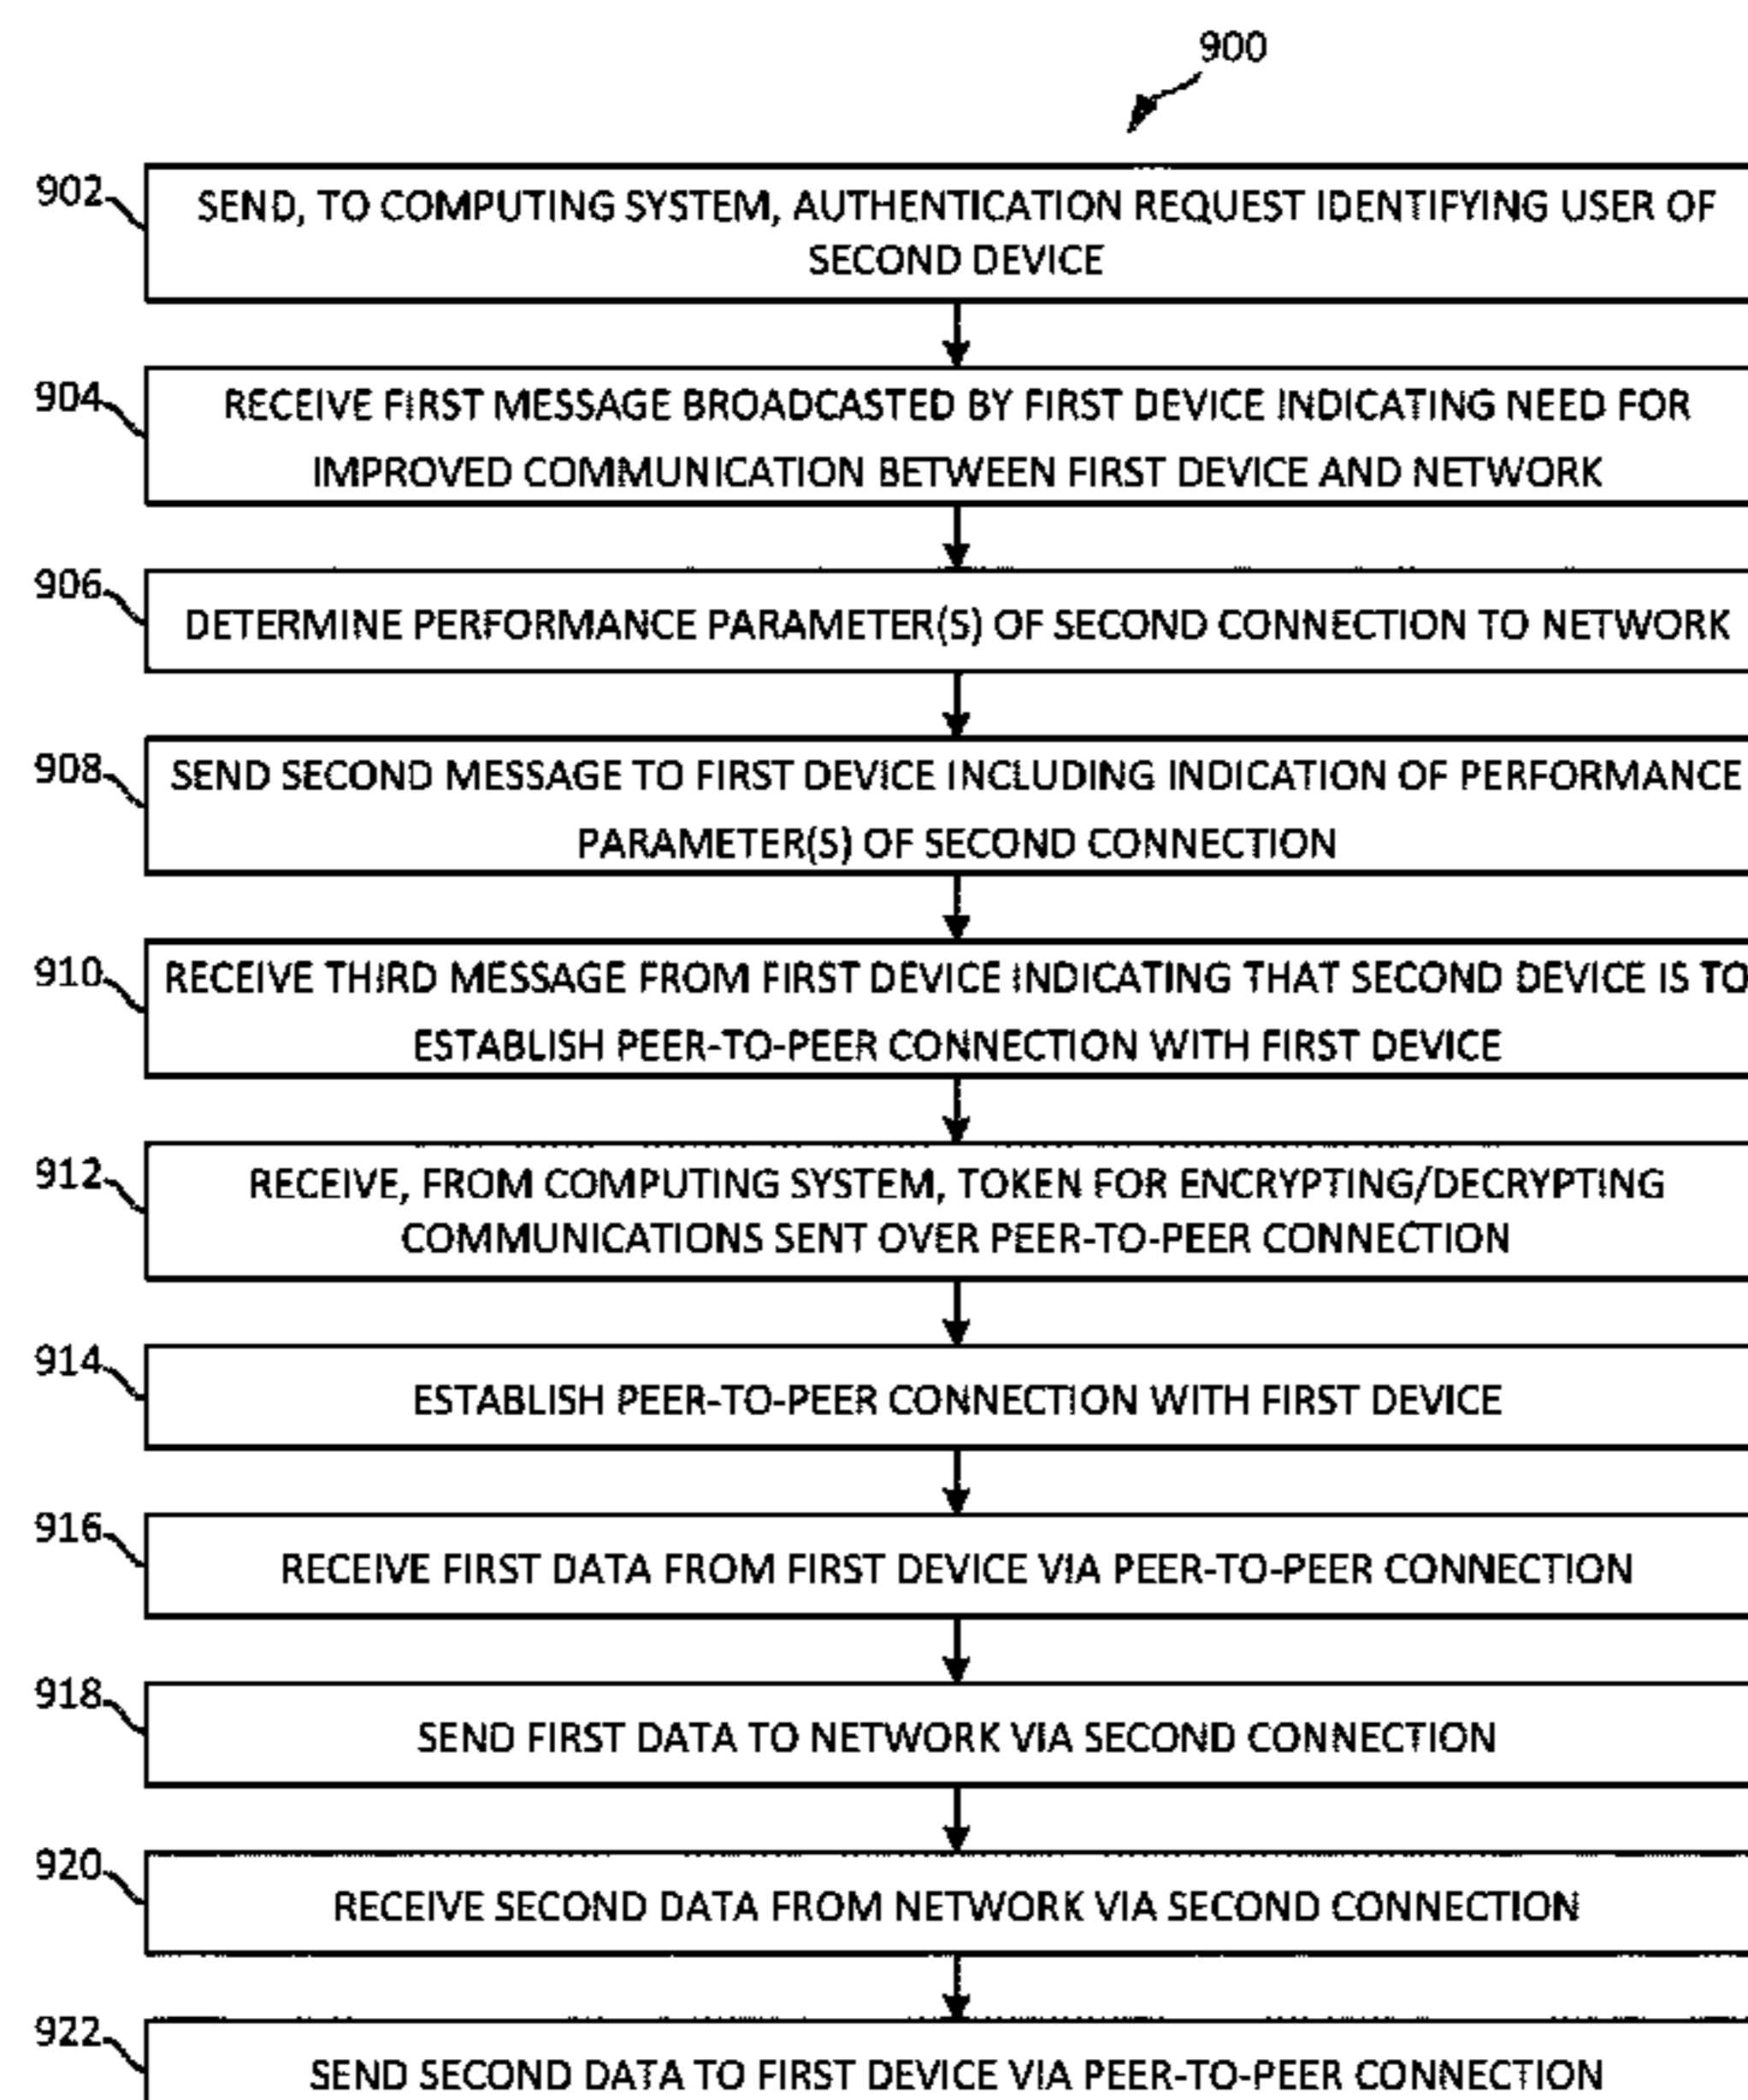 900
902
SEND, TO COMPUTING SYSTEM, AUTHENTICATION REQUEST IDENTIFYING USER OF
SECOND DEVICE
904
RECEIVE FIRST MESSAGE BROADCASTED BY FIRST DEVICE INDICATING NEED FOR
IMPROVED COMMUNICATION BETWEEN FIRST DEVICE AND NETWORK
906
DETERMINE PERFORMANCE PARAMETER(S) OF SECOND CONNECTION TO NETWORK
908
SEND SECOND MESSAGE TO FIRST DEVICE INCLUDING INDICATION OF PERFORMANCE
PARAMETER(S) OF SECOND CONNECTION
910
RECEIVE THIRD MESSAGE FROM FIRST DEVICE INDICATING THAT SECOND DEVICE IS TO
ESTABLISH PEER-TO-PEER CONNECTION WITH FIRST DEVICE
912
RECEIVE, FROM COMPUTING SYSTEM, TOKEN FOR ENCRYPTING/DECRYPTING
COMMUNICATIONS SENT OVER PEER-TO-PEER CONNECTION
914
ESTABLISH PEER-TO-PEER CONNECTION WITH FIRST DEVICE
916
RECEIVE FIRST DATA FROM FIRST DEVICE VIA PEER-TO-PEER CONNECTION
918
SEND FIRST DATA TO NETWORK VIA SECOND CONNECTION
920
RECEIVE SECOND DATA FROM NETWORK VIA SECOND CONNECTION
922
SEND SECOND DATA TO FIRST DEVICE VIA PEER-TO-PEER CONNECTION